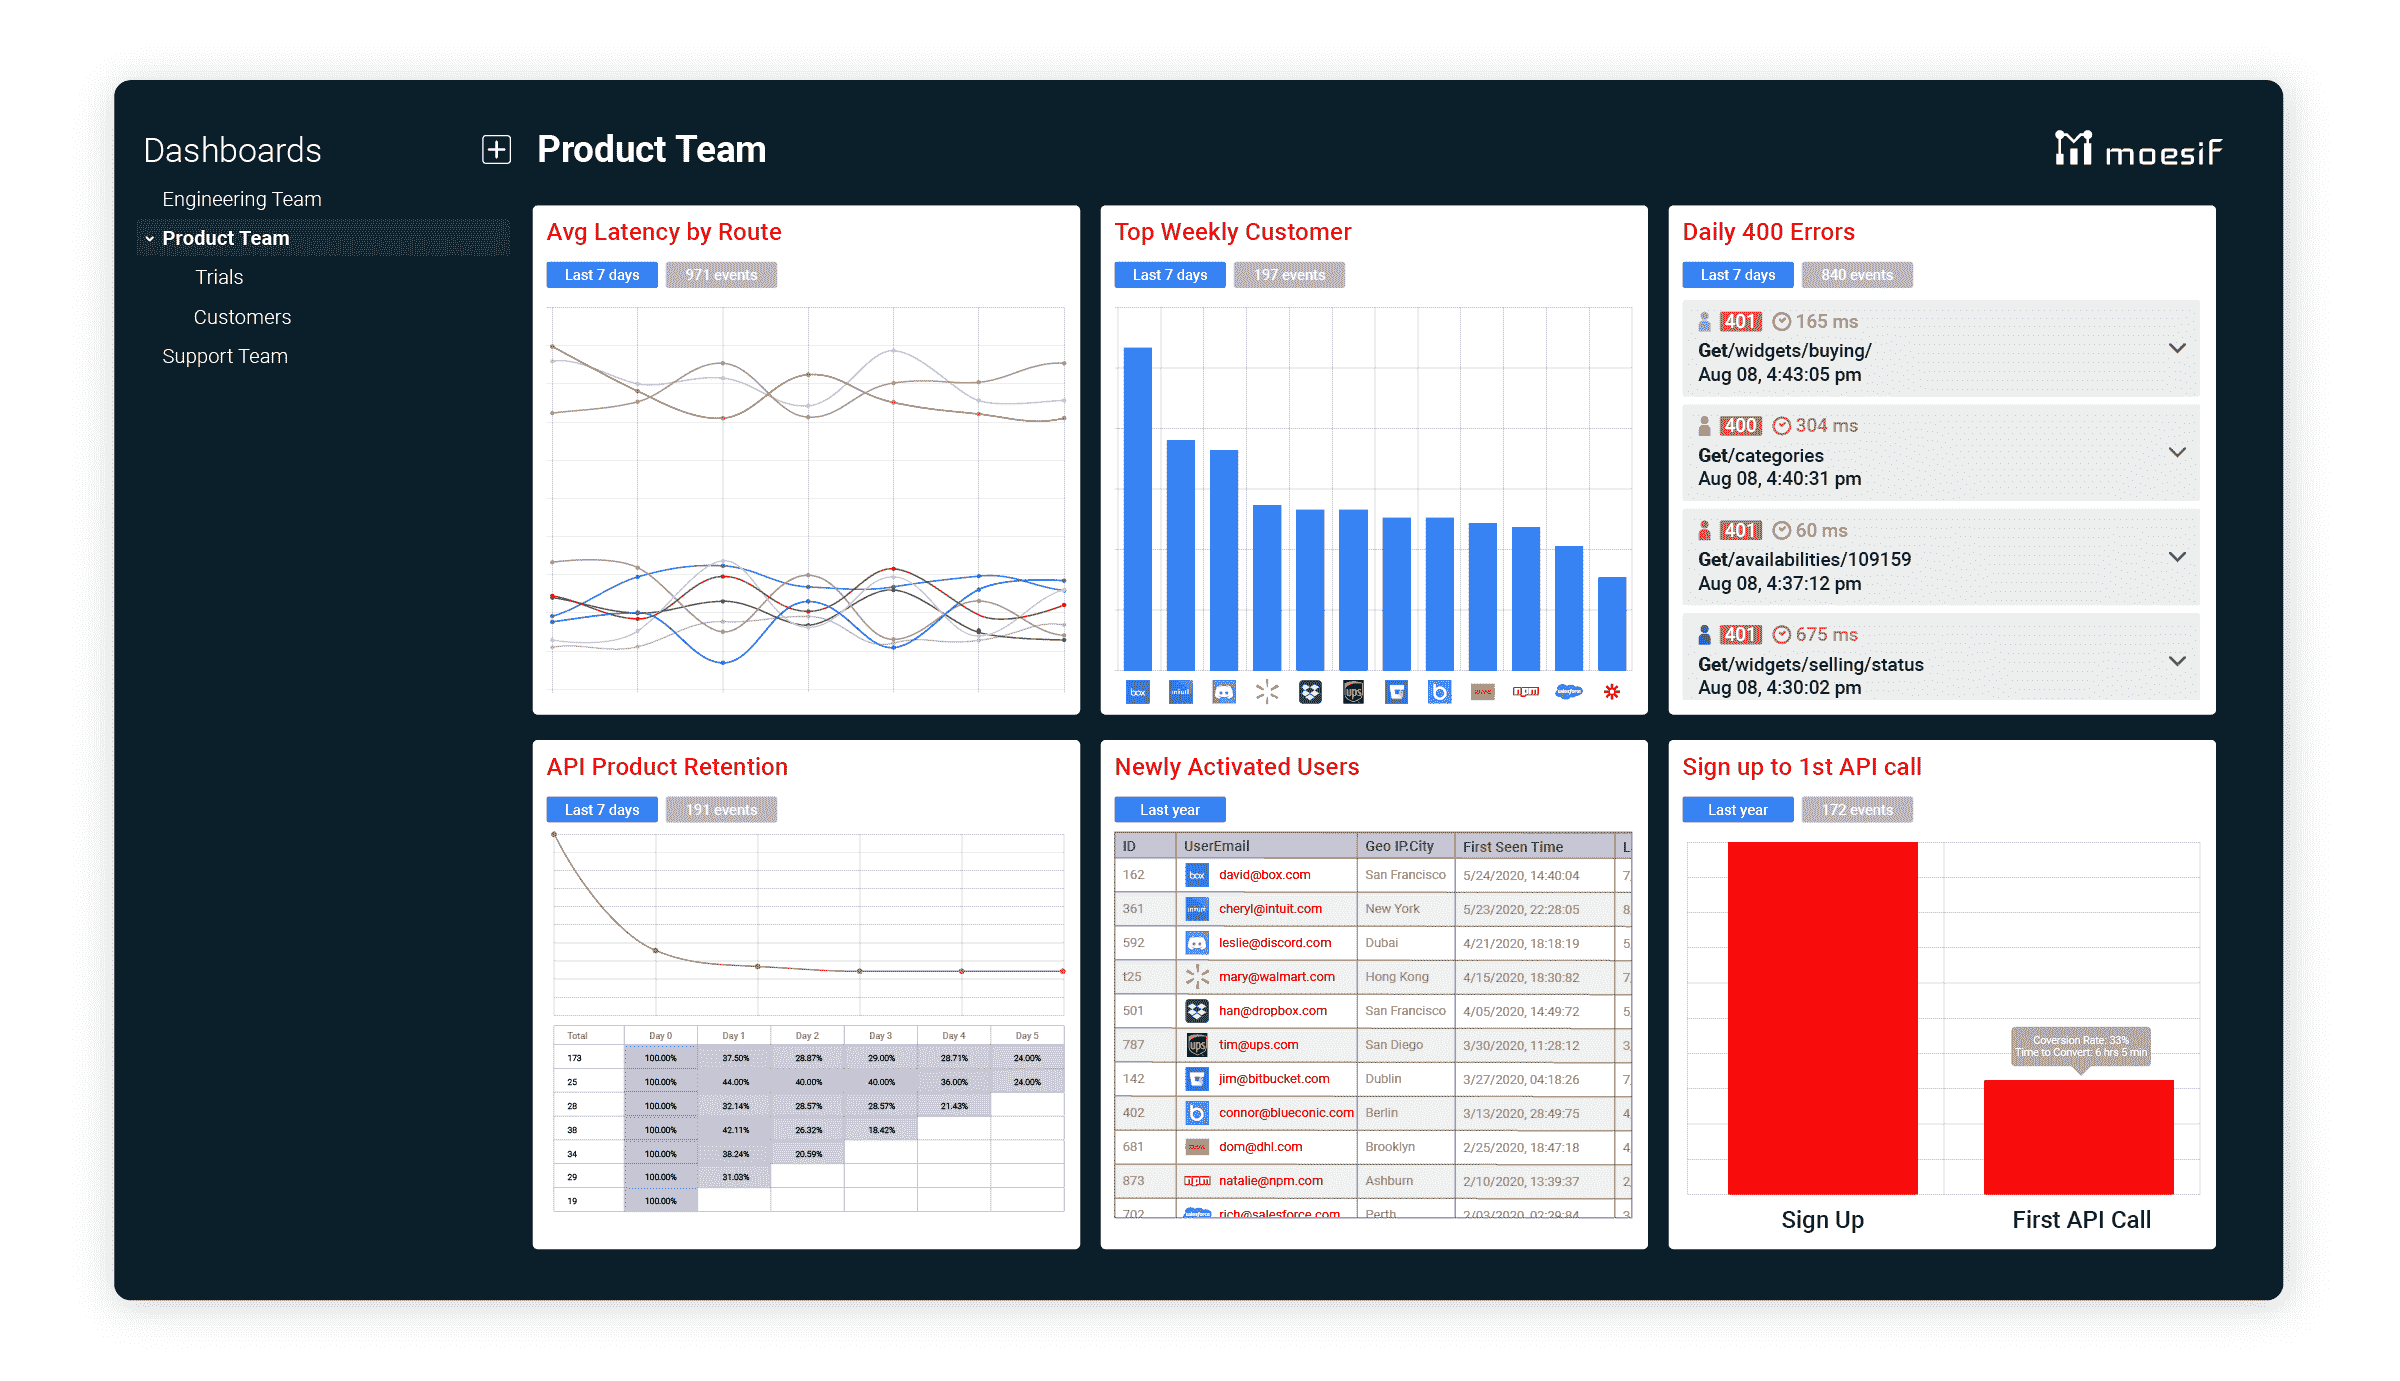 Dashboards
Engineering Team
Product Team
Trials
Customers
Support Team
Product Team
moesif
Avg Latency by Route
Last 7 days 971 events
Top Weekly Customer
Last 7 days 197 events
box intuit ups npm salesforce
Daily 400 Errors
Last 7 days 840 events
401 165 ms
Get/widgets/buying/
Aug 08, 4:43:05 pm
400 304 ms
Get/categories
Aug 08, 4:40:31 pm
401 60 ms
Get/availabilities/109159
Aug 08, 4:37:12 pm
401 675 ms
Get/widgets/selling/status
Aug 08, 4:30:02 pm
API Product Retention
Last 7 days 191 events
Total Day 0 Day 1 Day 2 Day 3 Day 4 Day 5
173 100.00% 37.50% 28.87% 29.00% 28.71% 24.00%
25 100.00% 44.00% 40.00% 40.00% 36.00% 24.00%
28 100.00% 32.14% 28.57% 28.57% 21.43%
38 100.00% 42.11% 26.32% 18.42%
34 100.00% 38.24% 20.59%
29 100.00% 31.03%
19 100.00%
Newly Activated Users
Last year
ID UserEmail Geo IP.City First Seen Time L
162 box david@box.com San Francisco 5/24/2020, 14:40:04 7,
361 intuit cheryl@intuit.com New York 5/23/2020, 22:28:05 8
592 leslie@discord.com Dubai 4/21/2020, 18:18:19 5
t25 mary@walmart.com Hong Kong 4/15/2020, 18:30:82 7,
501 han@dropbox.com San Francisco 4/05/2020, 14:49:72 5
787 ups tim@ups.com San Diego 3/30/2020, 11:28:12 3,
142 jim@bitbucket.com Dublin 3/27/2020, 04:18:26 7,
402 connor@blueconic.com Berlin 3/13/2020, 28:49:75 4
681 dom@dhl.com Brooklyn 2/25/2020, 18:47:18 4,
873 npm natalie@npm.com Ashburn 2/10/2020, 13:39:37 2,
702 salesforce rich@salesforce.com Perth 2/03/2020, 02:29:84 3
Sign up to 1st API call
Last year 172 events
Coversion Rate: 33%
Time to Convert: 6 hrs 5 min
Sign Up First API Call